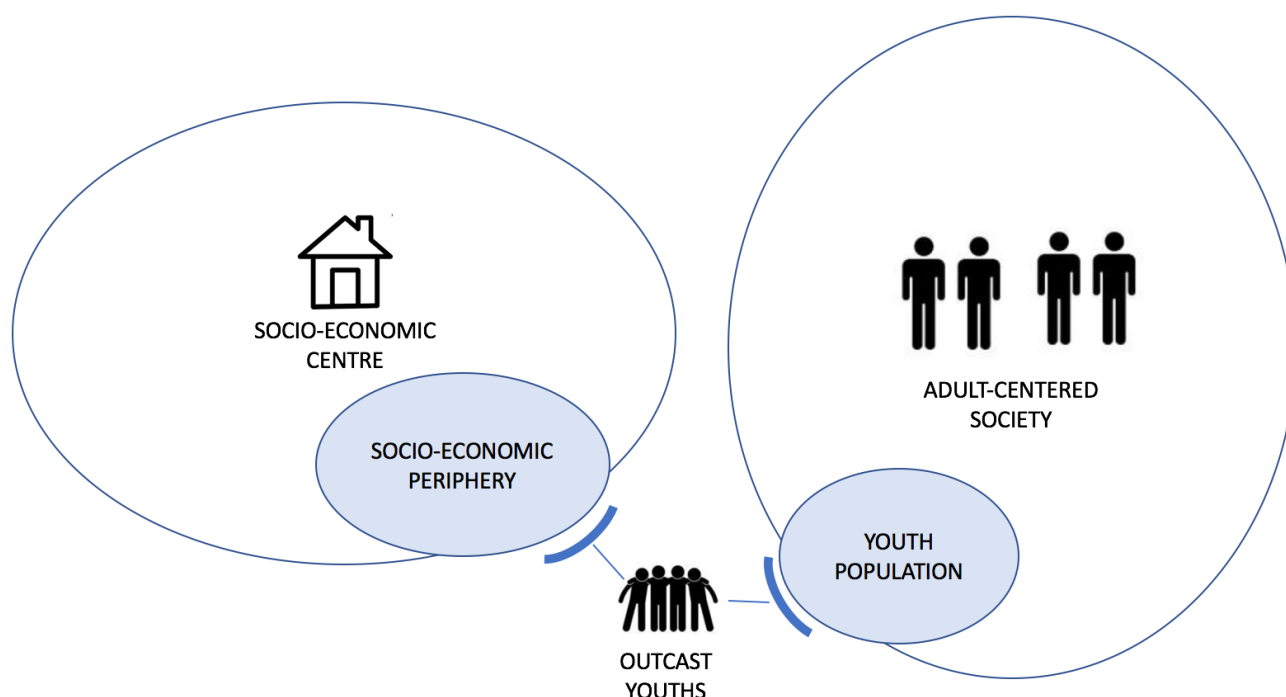 SOCIO-ECONOMIC
CENTRE
SOCIO-ECONOMIC
PERIPHERY
ADULT-CENTERED
SOCIETY
YOUTH
POPULATION
OUTCAST
YOUTHS